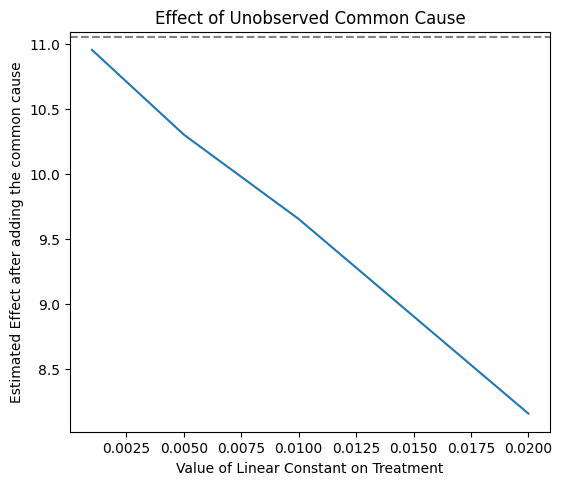 Effect of Unobserved Common Cause
Estimated Effect after adding the common cause
11.0
10.5
10.0
9.5
9.0
8.5
0.0025 0.0050 0.0075 0.0100 0.0125 0.0150 0.0175 0.0200
Value of Linear Constant on Treatment